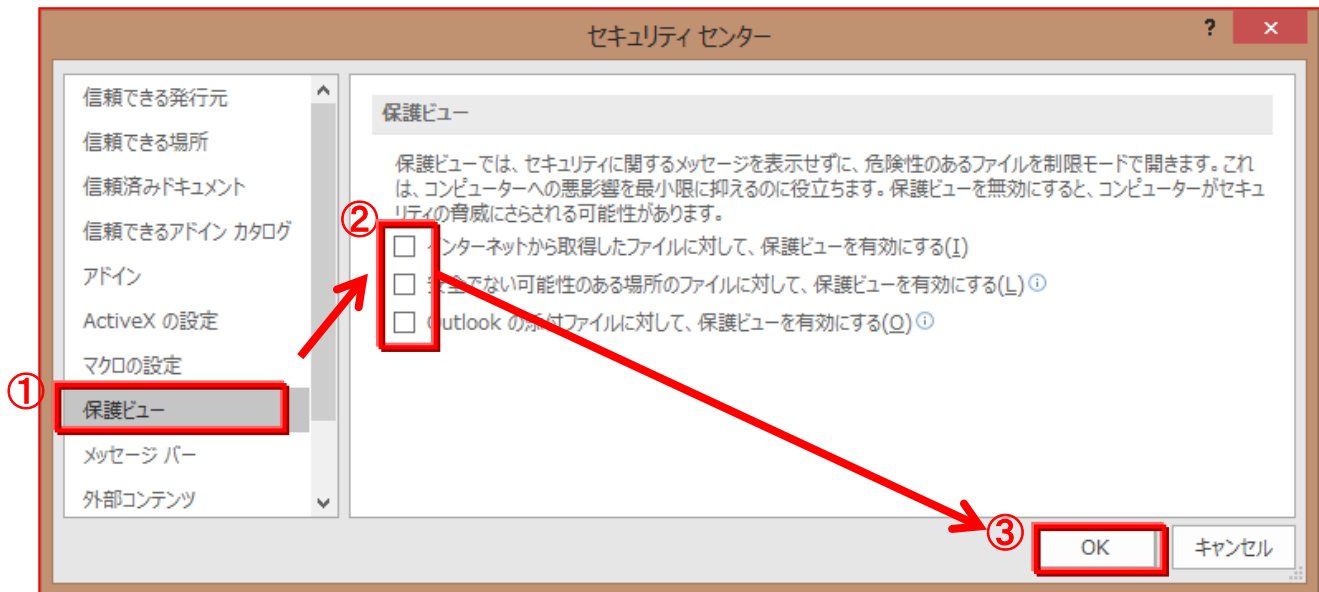 セキュリティ センター
?
×
信頼できる発行元
信頼できる場所
信頼済みドキュメント
信頼できるアドイン カタログ
アドイン
ActiveX の設定
マクロの設定
①
保護ビュー
メッセージ バー
外部コンテンツ
保護ビュー
保護ビューでは、セキュリティに関するメッセージを表示せずに、危険性のあるファイルを制限モードで開きます。これ
は、コンピューターへの悪影響を最小限に抑えるのに役立ちます。保護ビューを無効にすると、コンピューターがセキュ
リティの脅威にさらされる可能性があります。
②
インターネットから取得したファイルに対して、保護ビューを有効にする(I)
安全でない可能性のある場所のファイルに対して、保護ビューを有効にする(L)
Outlook の添付ファイルに対して、保護ビューを有効にする(O)
③
OK
キャンセル